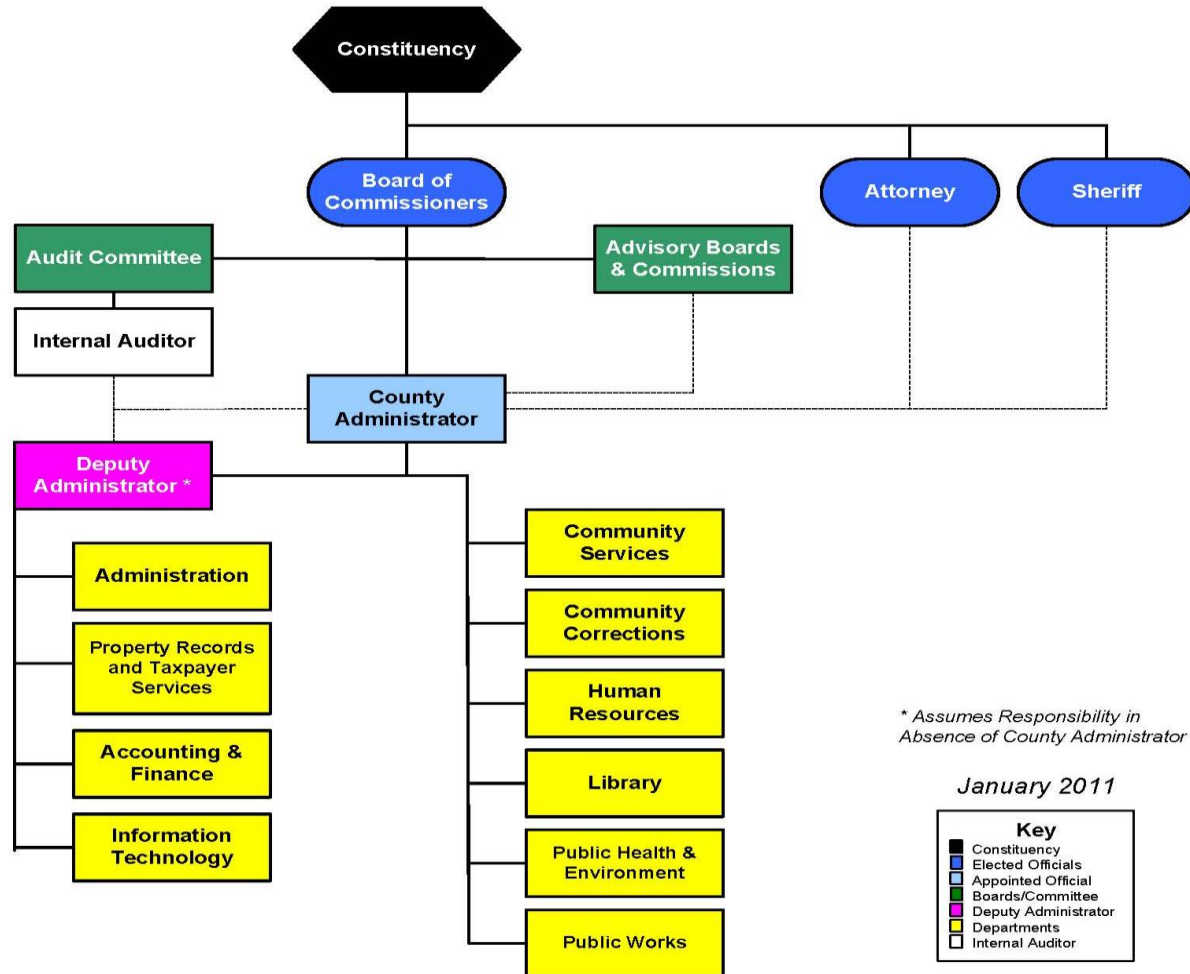 Constituency
Board of
Commissioners
Attorney
Sheriff
Audit Committee
Advisory Boards
& Commissions
Internal Auditor
County
Administrator
Deputy
Administrator *
Administration
Property Records
and Taxpayer
Services
Accounting &
Finance
Information
Technology
Community
Services
Community
Corrections
Human
Resources
Library
Public Health &
Environment
Public Works
* Assumes Responsibility in
Absence of County Administrator
January 2011
Key
Constituency
Elected Officials
Appointed Official
Boards/Committee
Deputy Administrator
Departments
Internal Auditor